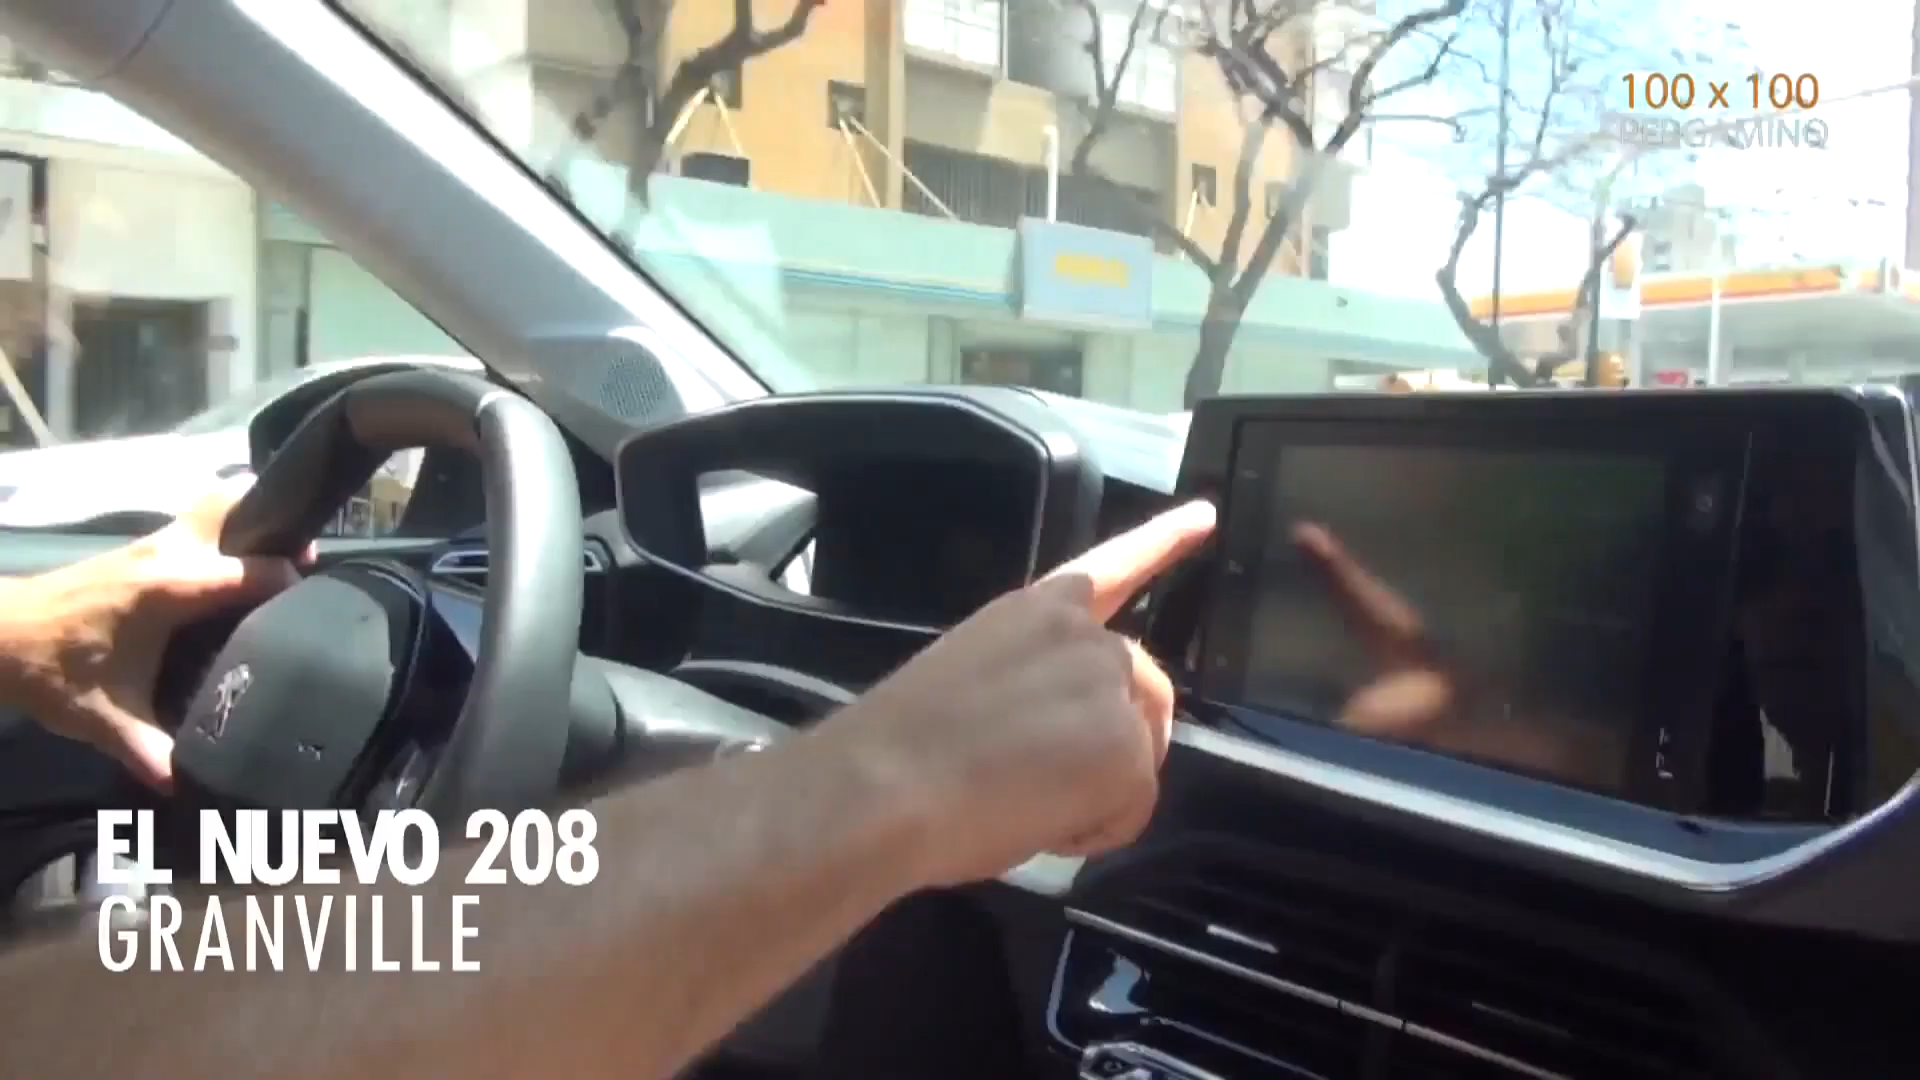 100 x 100
PERGAMINO
EL NUEVO 208
GRANVILLE